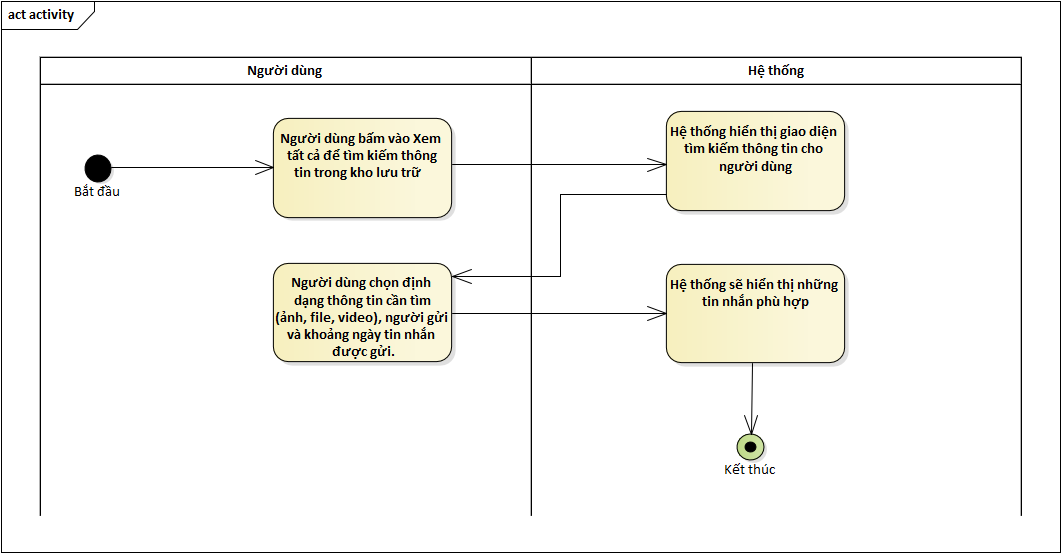 act activity
Người dùng
Hệ thống
Bắt đầu
Người dùng bấm vào Xem
tất cả để tìm kiếm thông
tin trong kho lưu trữ
Hệ thống hiển thị giao diện
tìm kiếm thông tin cho
người dùng
Người dùng chọn định
dạng thông tin cần tìm
(ảnh, file, video), người gửi
và khoảng ngày tin nhắn
được gửi.
Hệ thống sẽ hiển thị những
tin nhắn phù hợp
Kết thúc